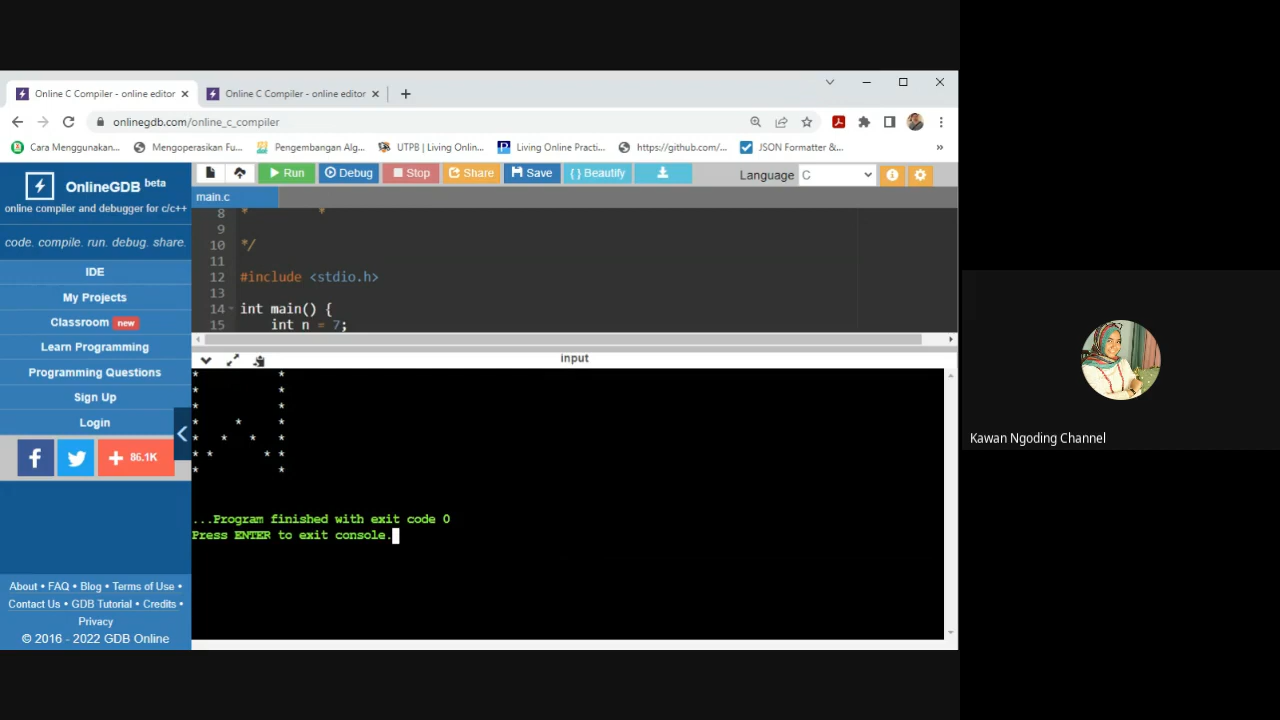 Online C Compiler - online editor
Online C Compiler - online editor
onlinegdb.com/online_c_compiler
Cara Menggunakan...
Mengoperasikan Fu...
Pengembangan Alg...
UTPB | Living Onlin...
Living Online Practi...
https://github.com/...
JSON Formatter &...
»
OnlineGDB beta
online compiler and debugger for c/c++
code. compile. run. debug. share.
IDE
My Projects
Classroom new
Learn Programming
Programming Questions
Sign Up
Login
86.1K
About • FAQ • Blog • Terms of Use •
Contact Us • GDB Tutorial • Credits •
Privacy
© 2016 - 2022 GDB Online
Run
Debug
Stop
Share
Save
{ } Beautify
Language C
main.c
8 *         *
9
10 */
11
12 #include <stdio.h>
13
14 int main() {
15     int n = 7;
input
*           *
*           *
*           *
*     *     *
*   *   *   *
* *       * *
*           *
...Program finished with exit code 0
Press ENTER to exit console.
Kawan Ngoding Channel